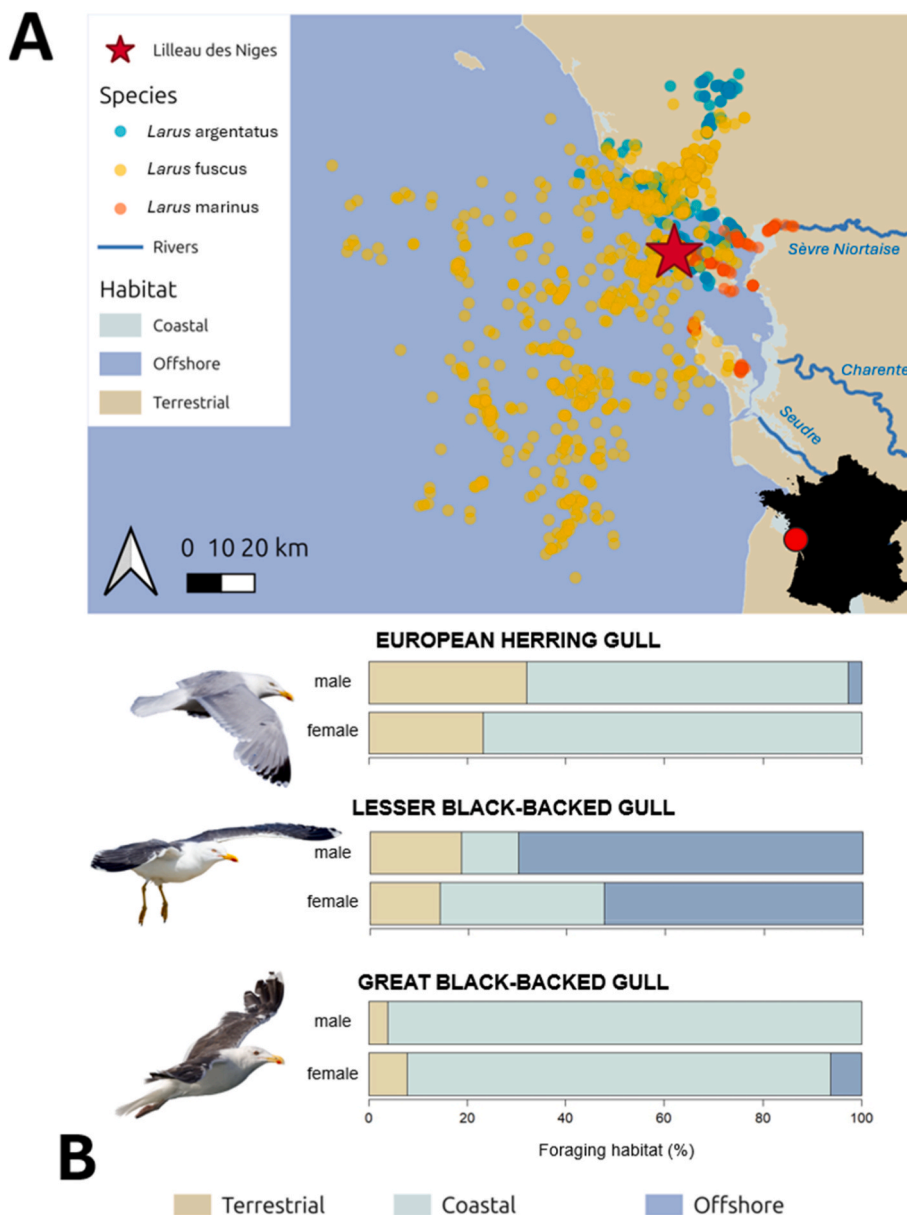 A
Lilleau des Niges
Species
Larus argentatus
Larus fuscus
Larus marinus
Rivers
Habitat
Coastal
Offshore
Terrestrial
0 10 20 km
Sèvre Niortaise
Charente
Seudre
EUROPEAN HERRING GULL
male
female
LESSER BLACK-BACKED GULL
male
female
GREAT BLACK-BACKED GULL
male
female
0 20 40 60 80 100
Foraging habitat (%)
B
Terrestrial Coastal Offshore